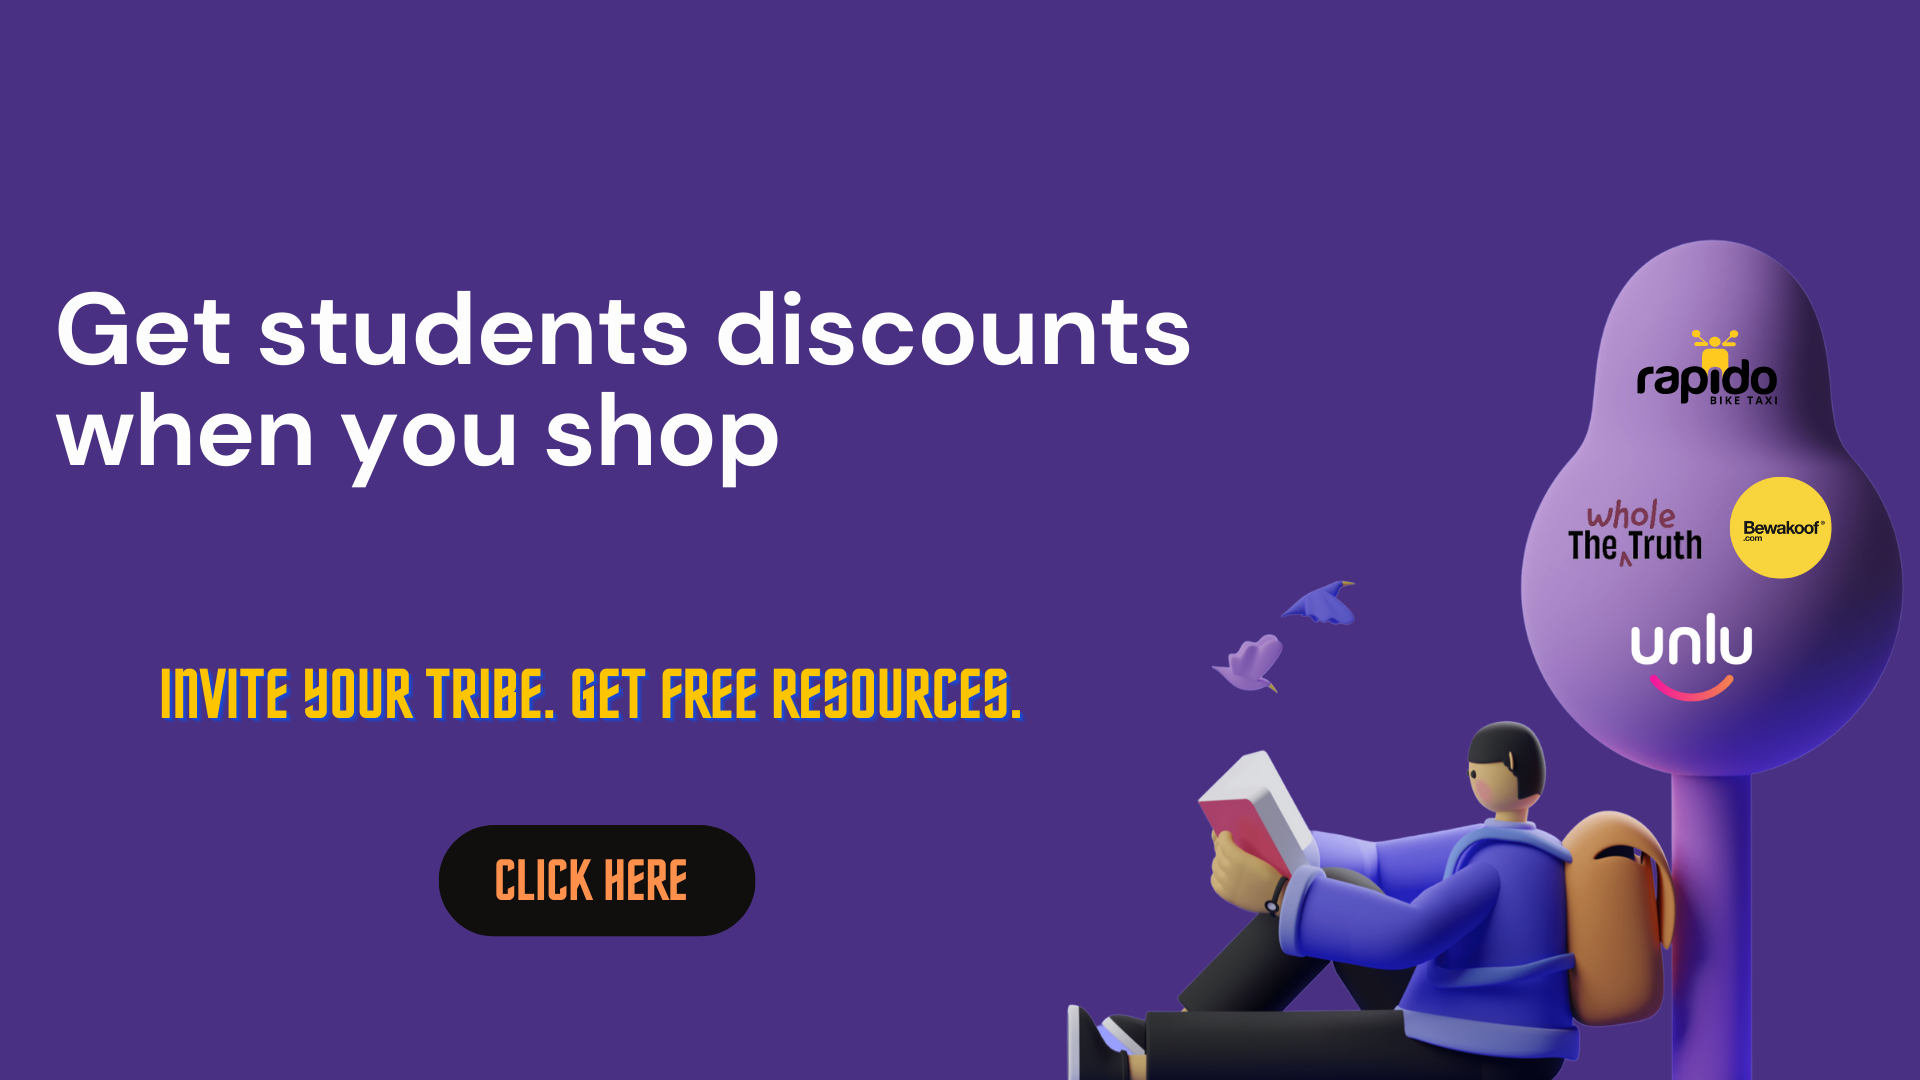 Get students discounts
when you shop
INVITE YOUR TRIBE. GET FREE RESOURCES.
CLICK HERE
rapido
BIKE TAXI
whole
The Truth
Bewakoof®
.com
unlu